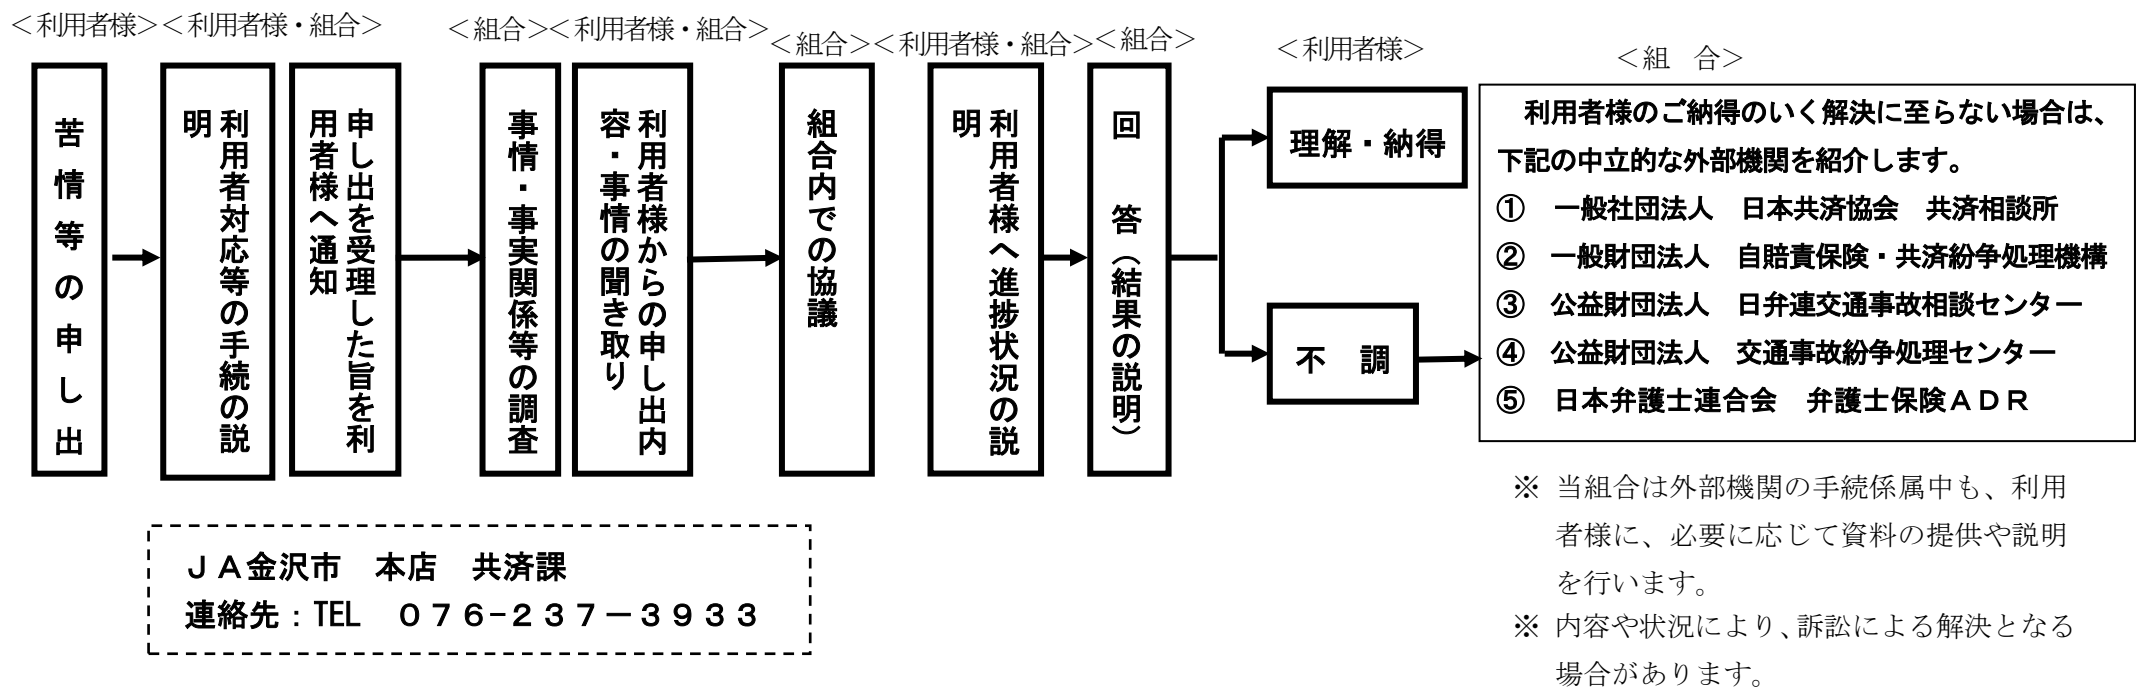 ＜利用者様＞
＜利用者様・組合＞
＜組合＞
＜利用者様・組合＞
＜組合＞
＜利用者様・組合＞
＜組合＞
＜利用者様＞
＜組　合＞
苦情等の申し出
利用者対応等の手続の説
明
申し出を受理した旨を利
用者様へ通知
事情・事実関係等の調査
利用者様からの申し出内
容・事情の聞き取り
組合内での協議
利用者様へ進捗状況の説
明
回　答（結果の説明）
理解・納得
不　調
利用者様のご納得のいく解決に至らない場合は、
下記の中立的な外部機関を紹介します。
①　一般社団法人　日本共済協会　共済相談所
②　一般財団法人　自賠責保険・共済紛争処理機構
③　公益財団法人　日弁連交通事故相談センター
④　公益財団法人　交通事故紛争処理センター
⑤　日本弁護士連合会　弁護士保険ＡＤＲ
※ 当組合は外部機関の手続係属中も、利用
者様に、必要に応じて資料の提供や説明
を行います。
※ 内容や状況により、訴訟による解決となる
場合があります。
ＪＡ金沢市　本店　共済課
連絡先：TEL　０７６-２３７－３９３３